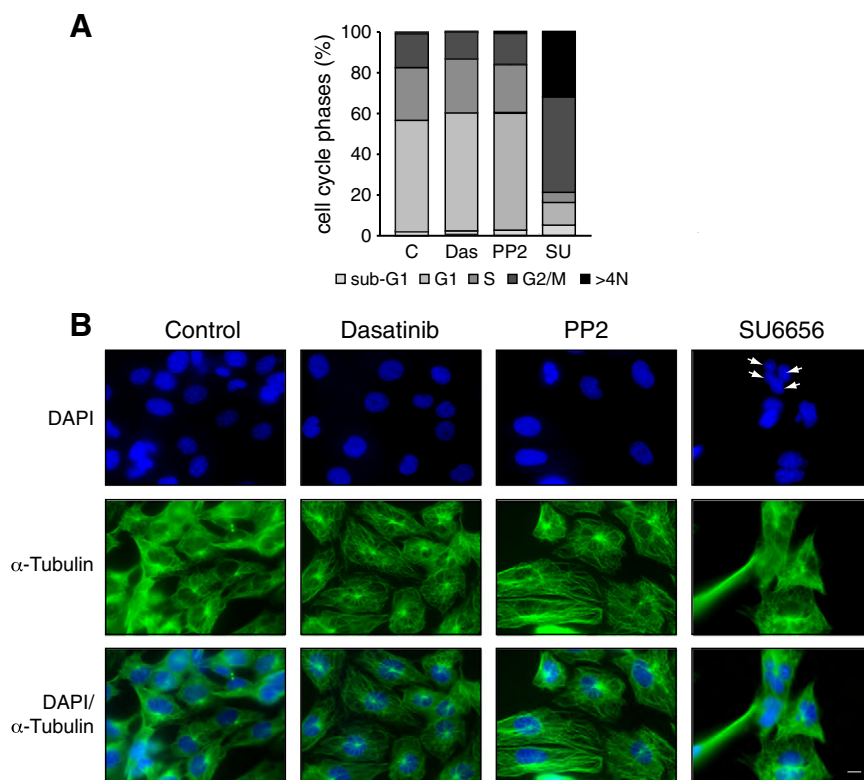 A
cell cycle phases (%)
100
80
60
40
20
0
C Das PP2 SU
sub-G1 G1 S G2/M >4N
B
Control Dasatinib PP2 SU6656
DAPI
α-Tubulin
DAPI/
α-Tubulin